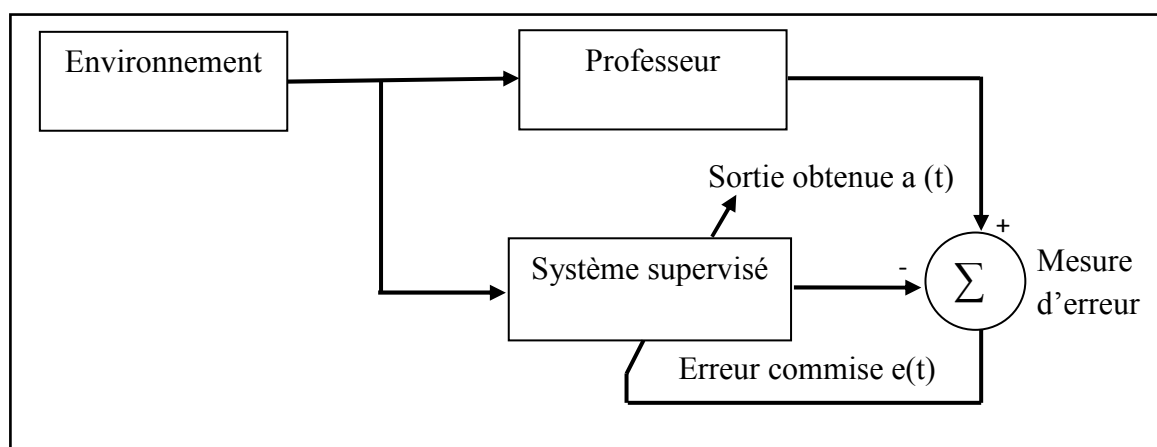 Environnement
Professeur
Sortie obtenue a (t)
+
Système supervisé
-
∑
Mesure
d’erreur
Erreur commise e(t)